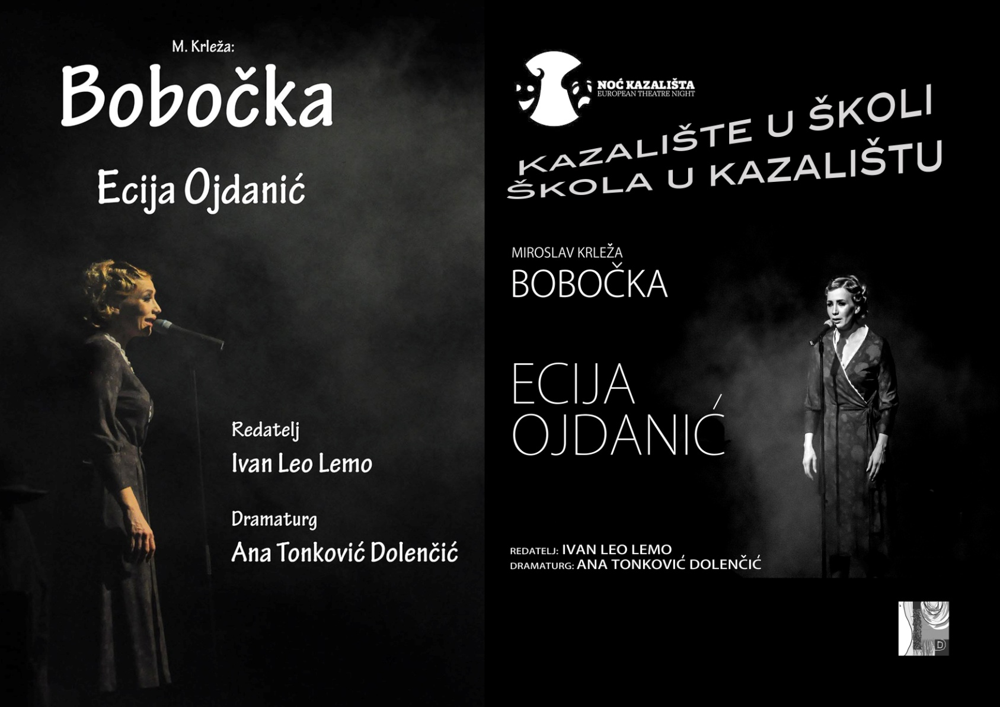 M. Krleža:
Bobočka
Ecija Ojdanić
Redatelj
Ivan Leo Lemo
Dramaturg
Ana Tonković Dolenčić
NOĆ KAZALIŠTA
EUROPEAN THEATRE NIGHT
KAZALIŠTE U ŠKOLI
ŠKOLA U KAZALIŠTU
MIROSLAV KRLEŽA
BOBOČKA
ECIJA
OJDANIĆ
REDATELJ: IVAN LEO LEMO
DRAMATURG: ANA TONKOVIĆ DOLENČIĆ
D